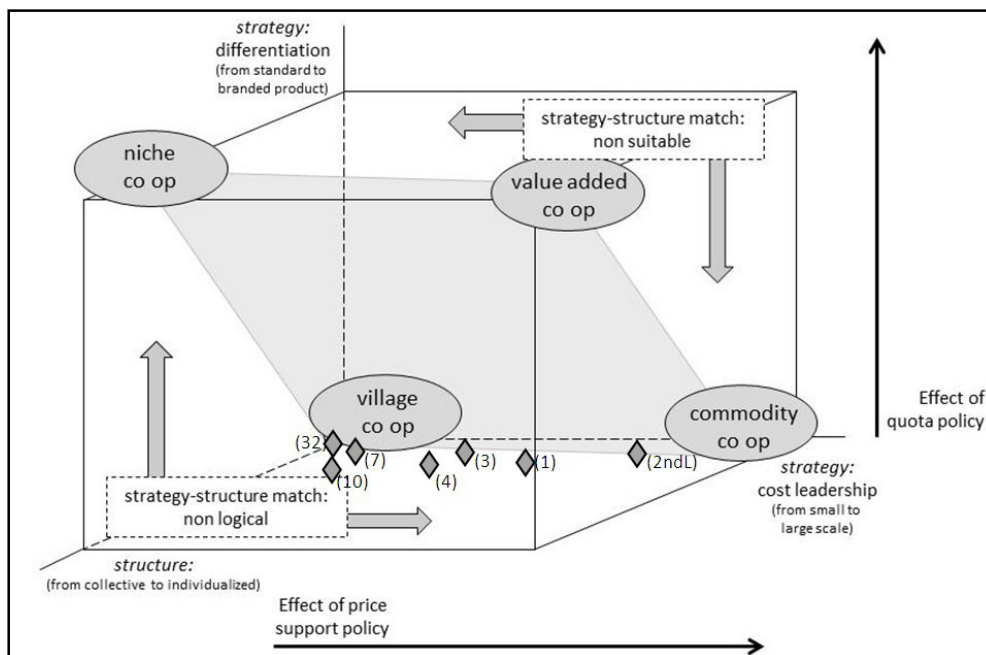 strategy:
differentiation
(from standard to
branded product)
strategy-structure match:
non suitable
niche
co op
value added
co op
village
co op
commodity
co op
Effect of
quota policy
(32)
(7)
(3)
(1)
(2ndL)
(10)
(4)
strategy:
cost leadership
(from small to
large scale)
strategy-structure match:
non logical
structure:
(from collective to individualized)
Effect of price
support policy